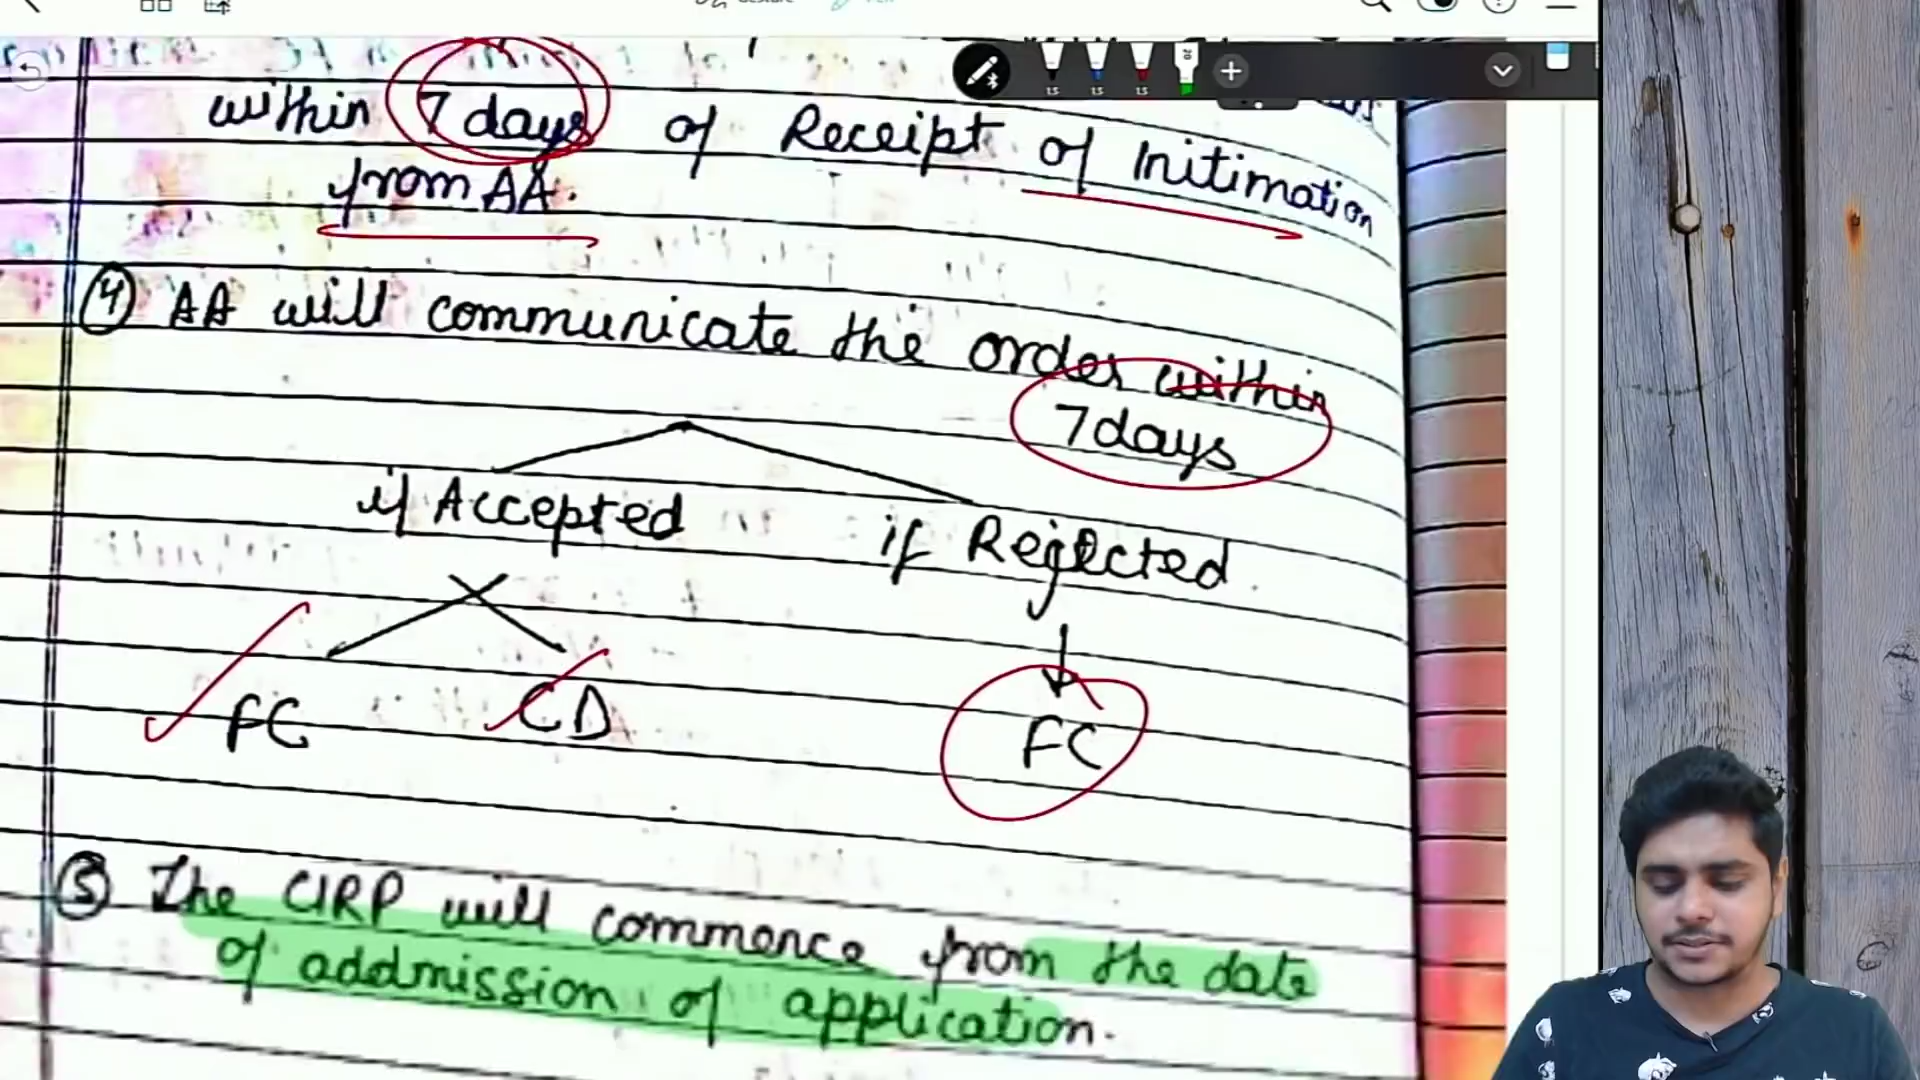 within 7 days of Receipt of Initimation
from AA.
④ AA will communicate the order within
7days
if Accepted if Rejected
FC CD FC
⑤ The CIRP will commence from the date
of addmission of application.